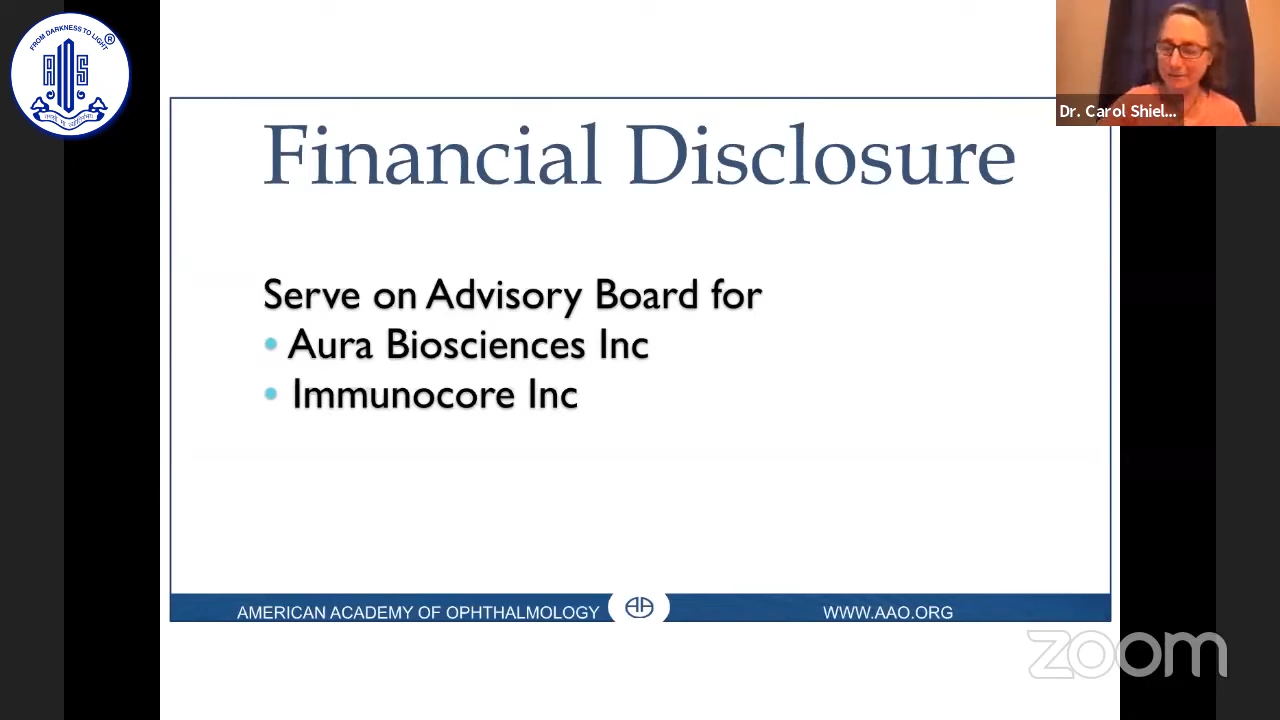 FROM DARKNESS TO LIGHT
®
AIOS
Dr. Carol Shiel...
Financial Disclosure
Serve on Advisory Board for
• Aura Biosciences Inc
• Immunocore Inc
AMERICAN ACADEMY OF OPHTHALMOLOGY
WWW.AAO.ORG
zoom